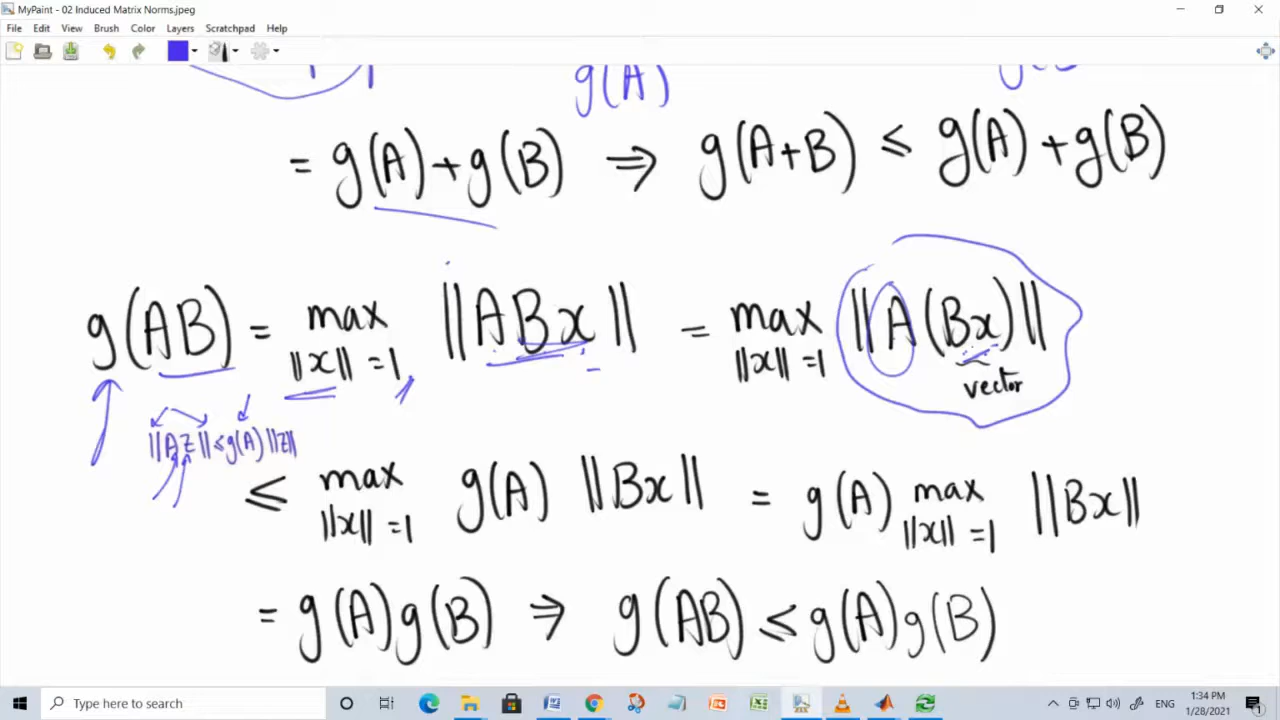 MyPaint - 02 Induced Matrix Norms.jpeg
File Edit View Brush Color Layers Scratchpad Help
g(A)
= g(A)+g(B) ⇒ g(A+B) ≤ g(A)+g(B)
g(AB) = max ||x||=1 ||ABx|| = max ||x||=1 ||A(Bx)||
vector
||Az|| ≤ g(A) ||z||
≤ max ||x||=1 g(A) ||Bx|| = g(A) max ||x||=1 ||Bx||
= g(A)g(B) ⇒ g(AB) ≤ g(A)g(B)
Type here to search
1:34 PM
1/28/2021